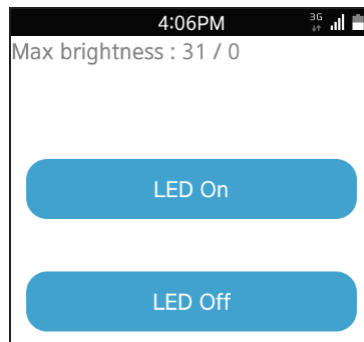 4:06PM 3G
Max brightness : 31 / 0
LED On
LED Off